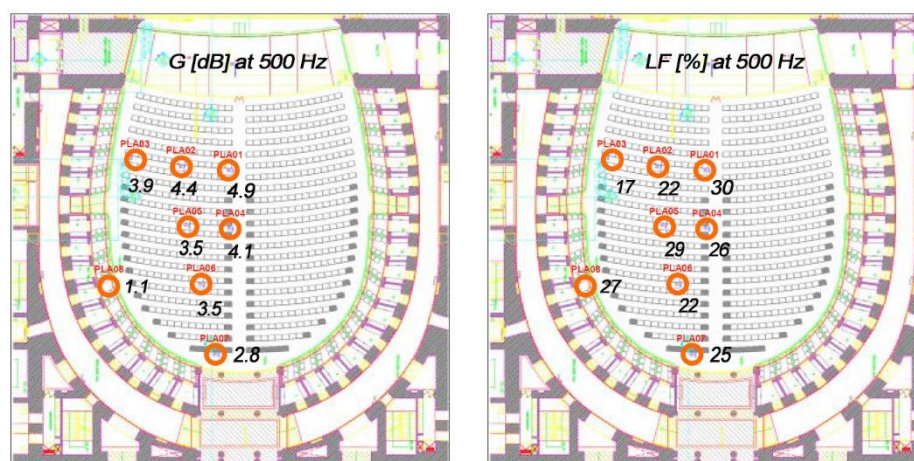 G [dB] at 500 Hz
PLA03
PLA02
PLA01
3.9
4.4
4.9
PLA05
PLA04
3.5
4.1
PLA08
PLA06
1.1
3.5
PLA07
2.8
LF [%] at 500 Hz
PLA03
PLA02
PLA01
17
22
30
PLA05
PLA04
29
26
PLA08
PLA06
27
22
PLA07
25